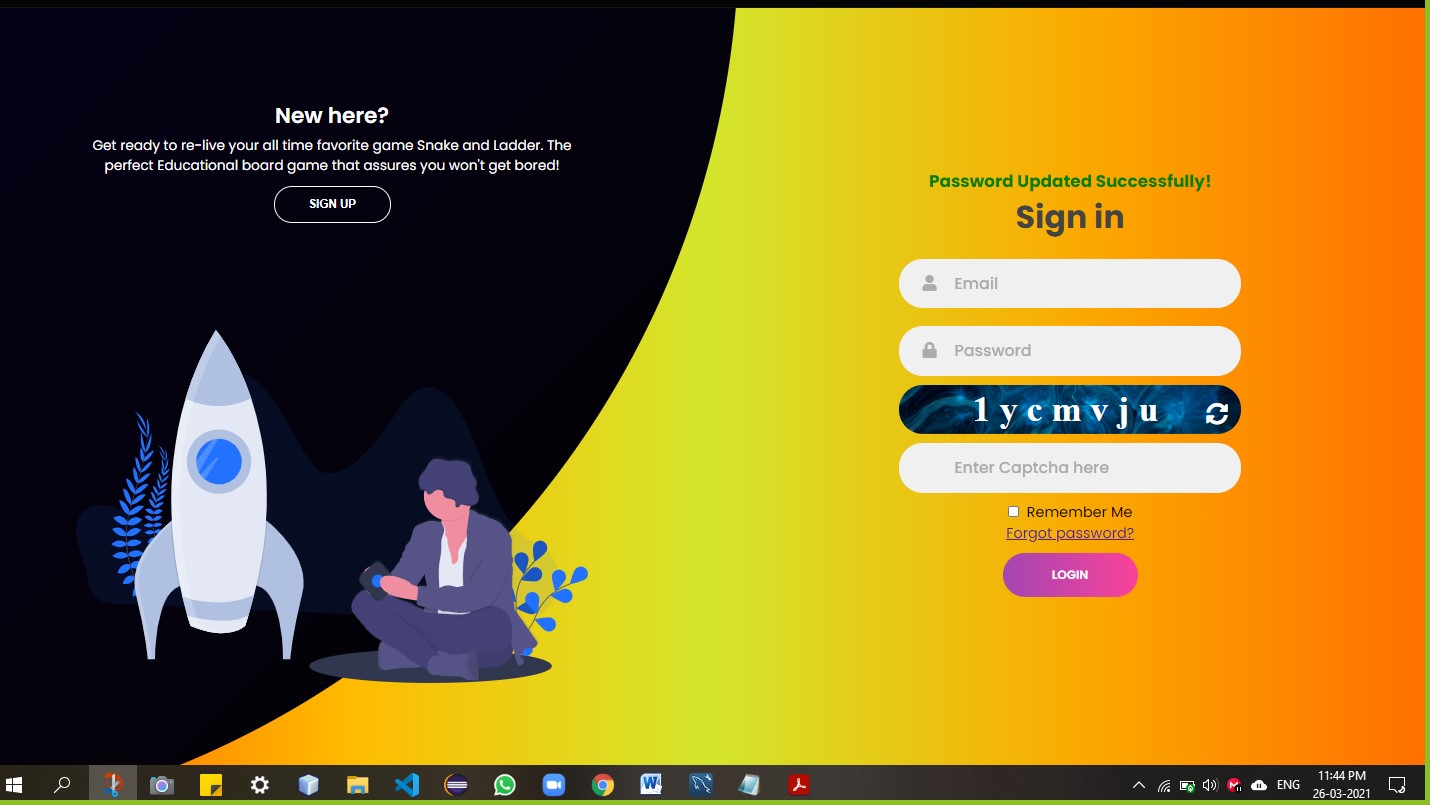 New here?
Get ready to re-live your all time favorite game Snake and Ladder. The
perfect Educational board game that assures you won't get bored!
SIGN UP
Password Updated Successfully!
Sign in
Email
Password
1 y c m v j u
Enter Captcha here
Remember Me
Forgot password?
LOGIN
ENG
11:44 PM
26-03-2021